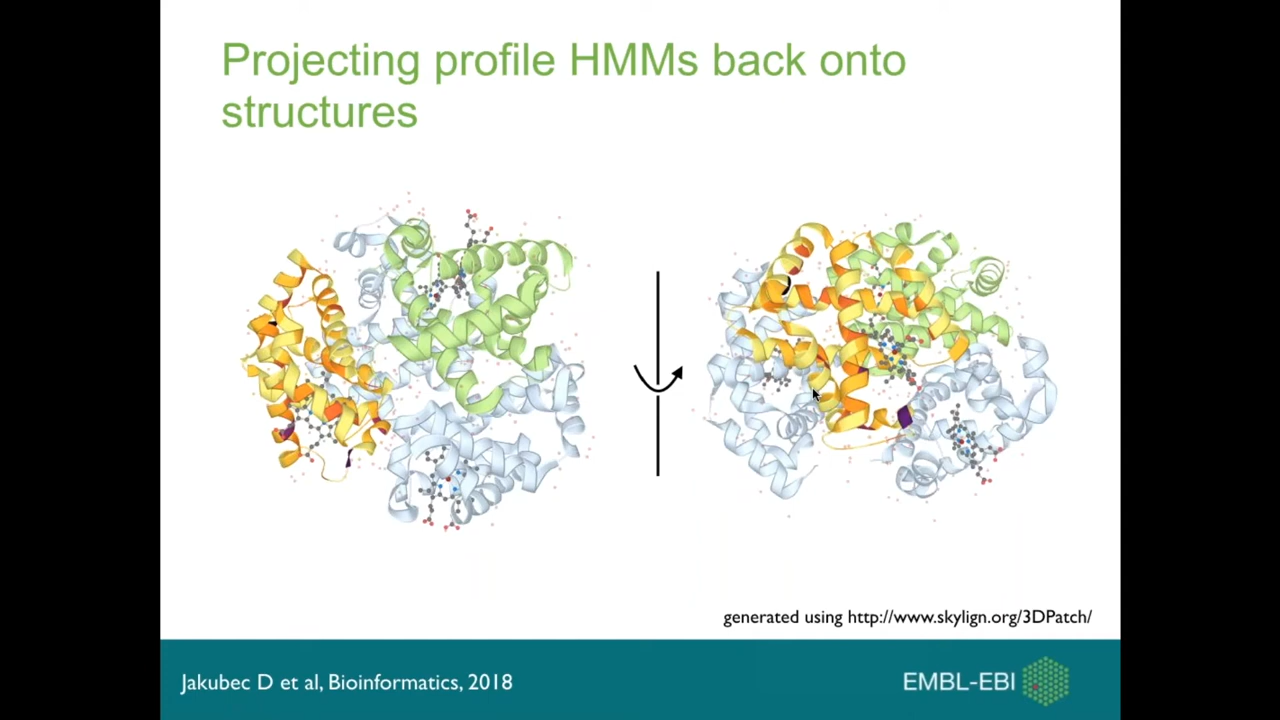 Projecting profile HMMs back onto
structures
generated using http://www.skylign.org/3DPatch/
Jakubec D et al, Bioinformatics, 2018
EMBL-EBI